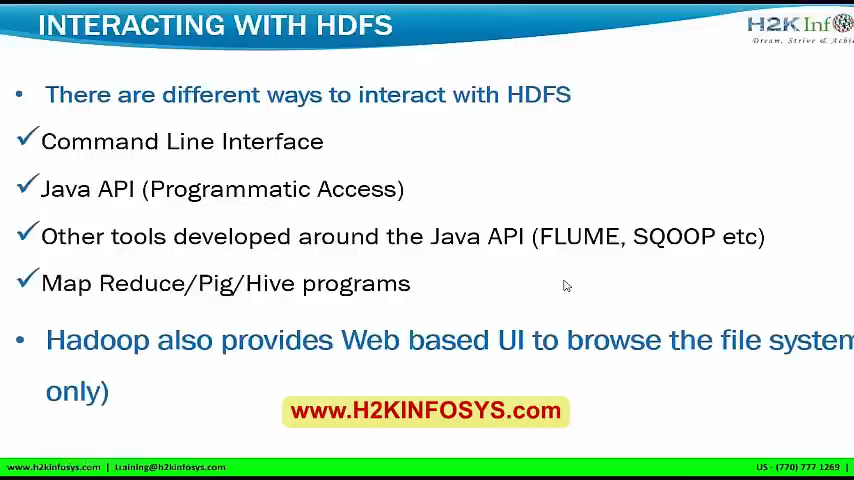 INTERACTING WITH HDFS
H2K Inf
Dream, Strive & Achi
• There are different ways to interact with HDFS
✓ Command Line Interface
✓ Java API (Programmatic Access)
✓ Other tools developed around the Java API (FLUME, SQOOP etc)
✓ Map Reduce/Pig/Hive programs
• Hadoop also provides Web based UI to browse the file system
only)
www.H2KINFOSYS.com
www.h2kinfosys.com | training@h2kinfosys.com
US - (770) 777 1269 |